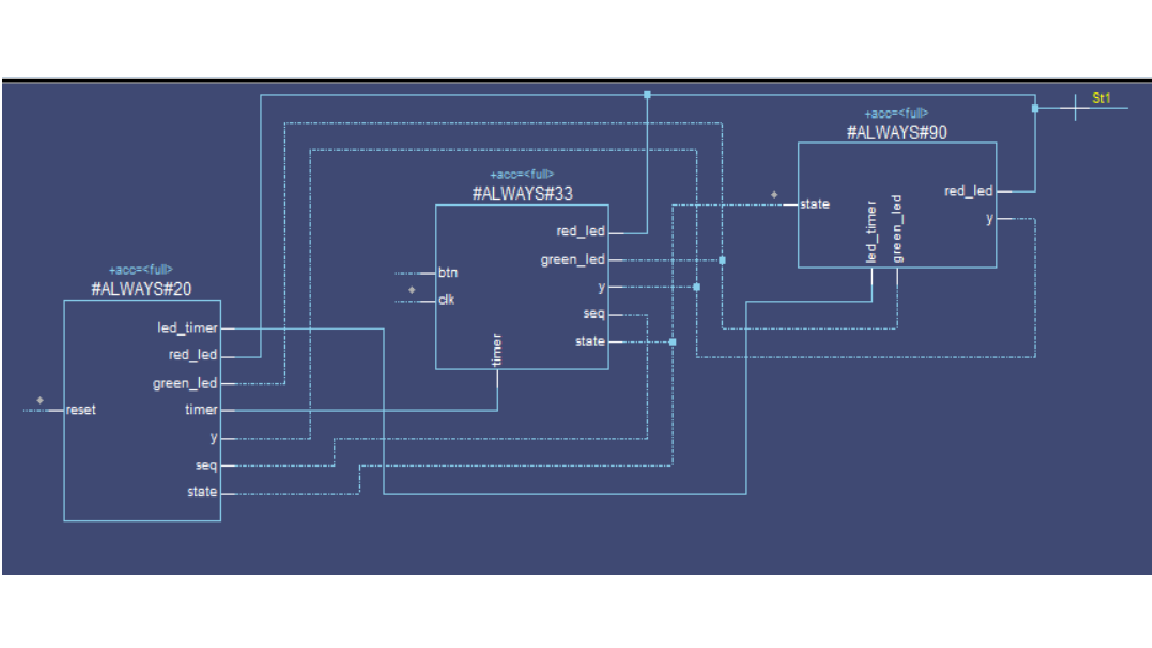 St1
+acc=<full>
#ALWAYS#90
red_led
state
y
led_timer
green_led
+acc=<full>
#ALWAYS#33
red_led
green_led
btn
y
clk
seq
state
timer
+acc=<full>
#ALWAYS#20
led_timer
red_led
green_led
reset
timer
y
seq
state